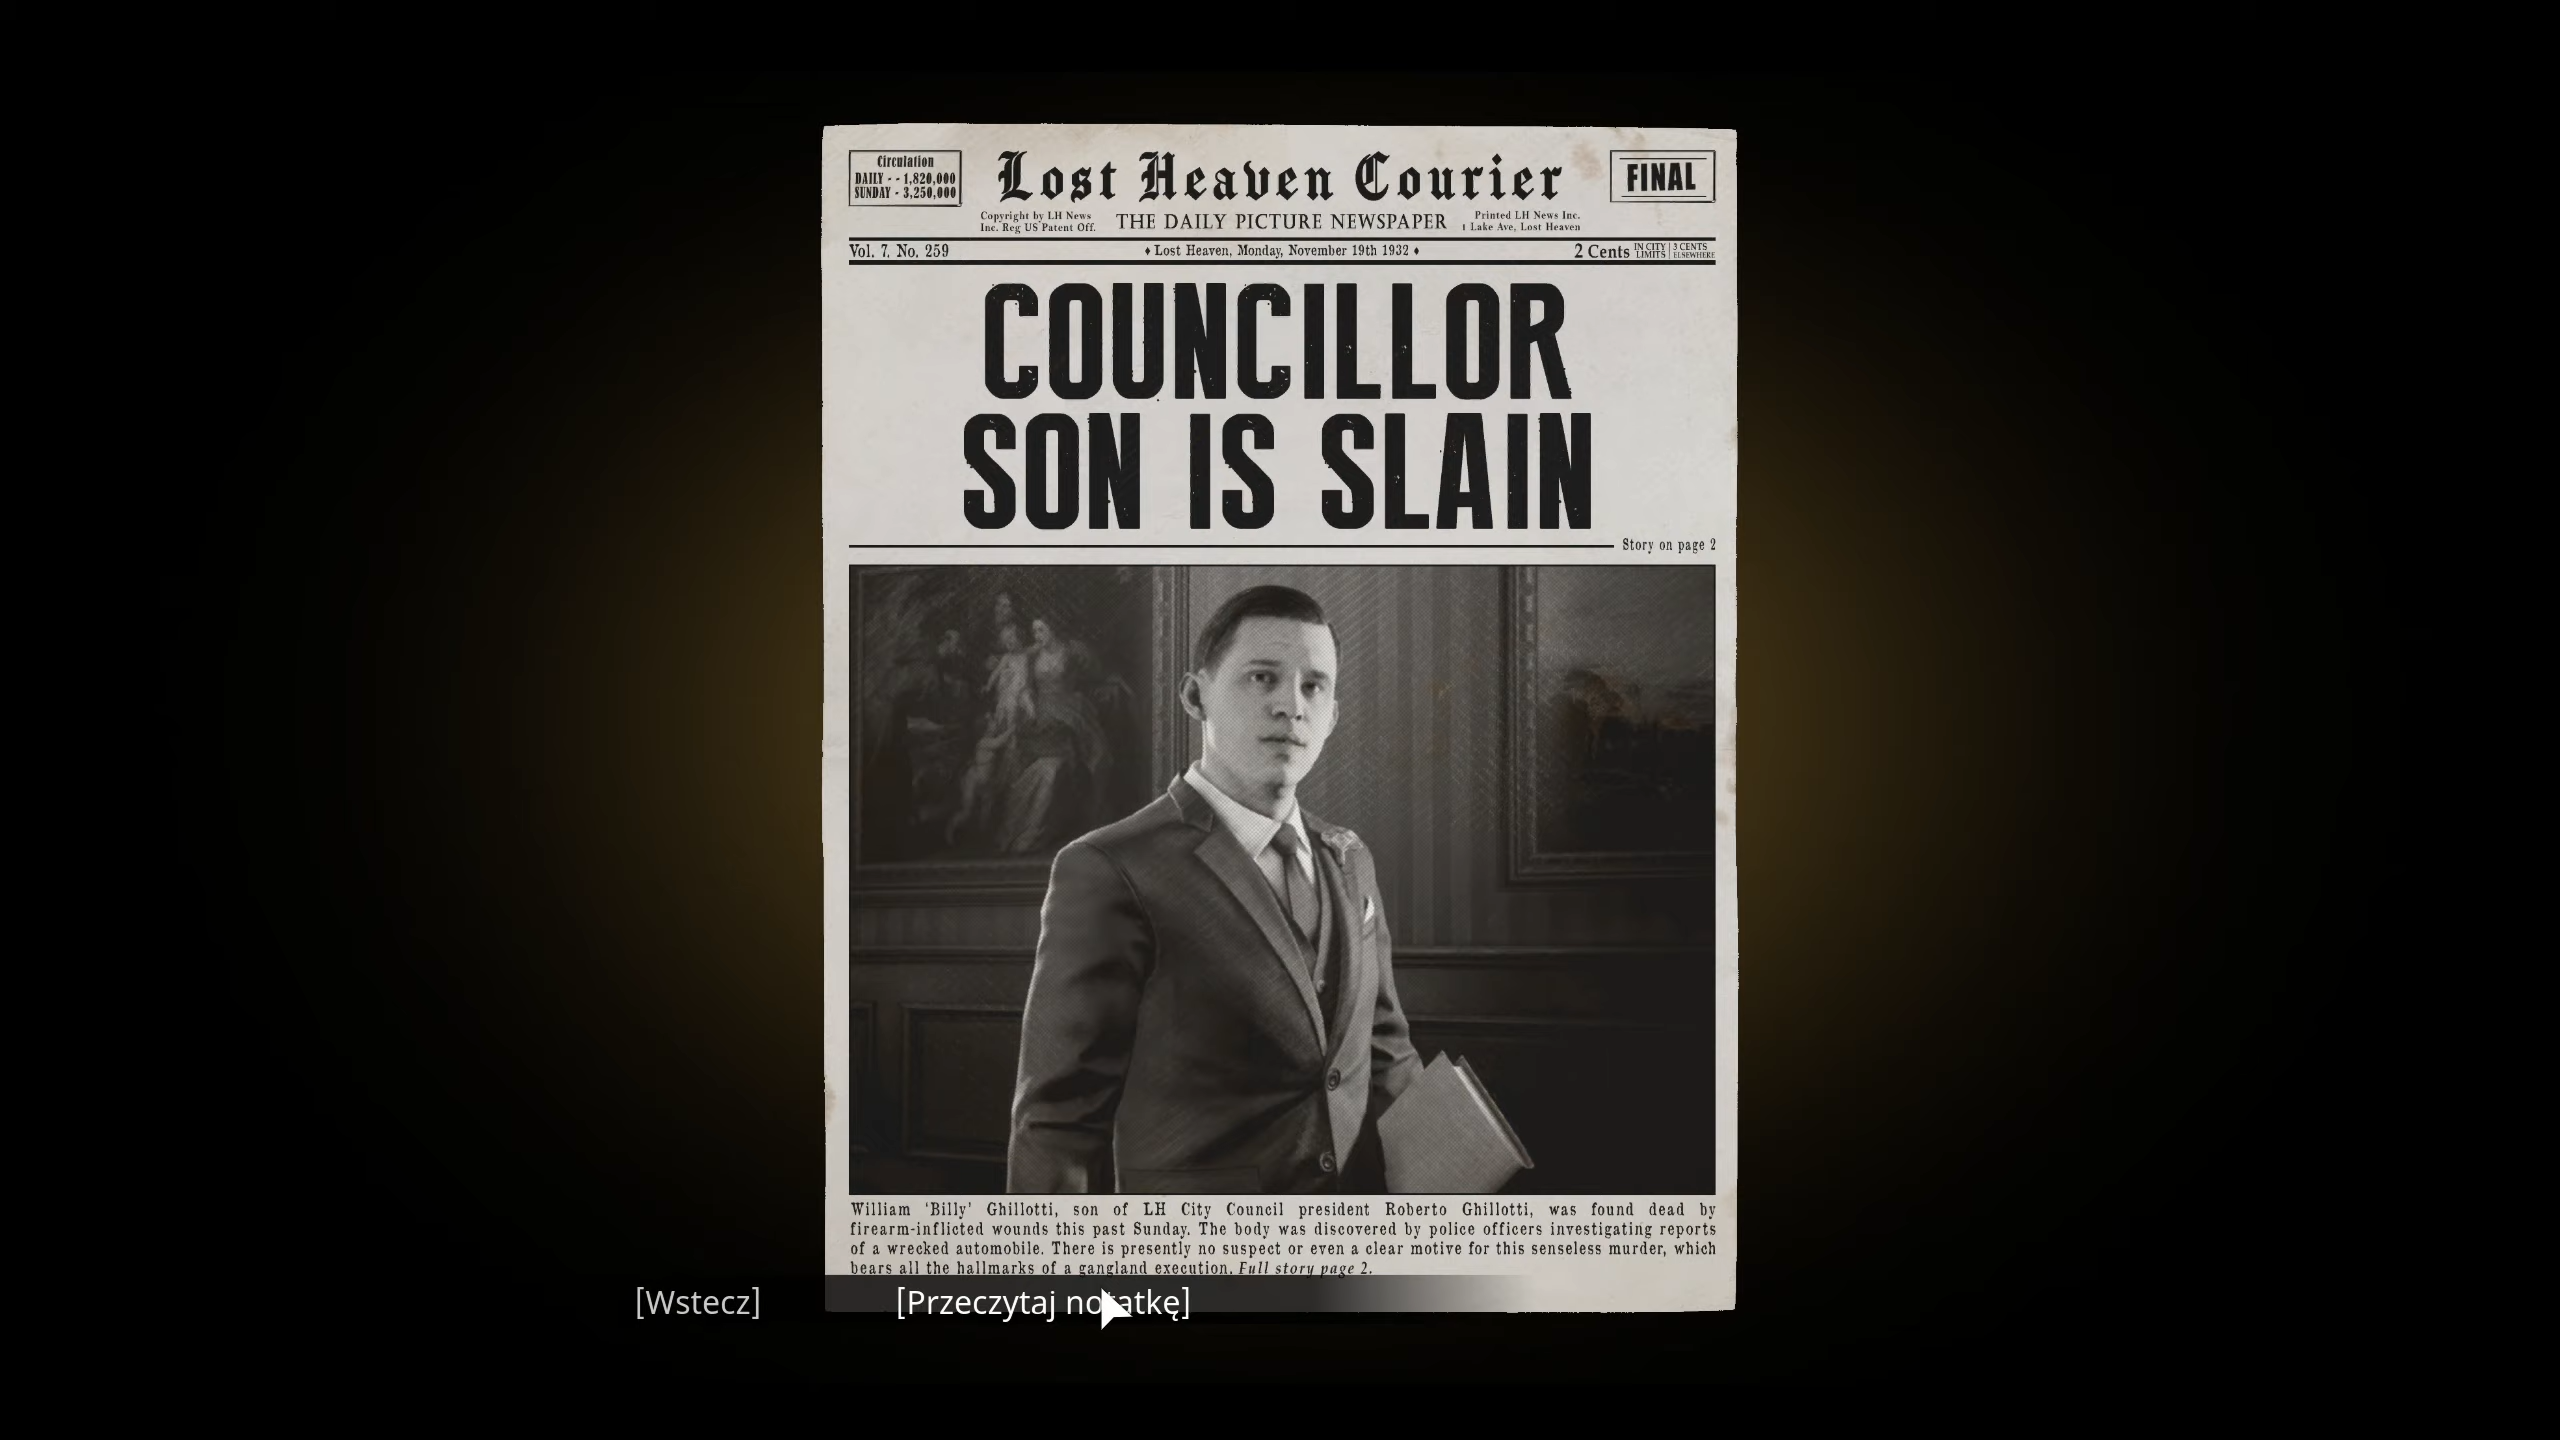 Circulation
DAILY - - 1,820,000
SUNDAY - 3,250,000
Lost Heaven Courier
FINAL
Copyright by LH News
Inc. Reg US Patent Off.
THE DAILY PICTURE NEWSPAPER
Printed LH News Inc.
1 Lake Ave, Lost Heaven
Vol. 7. No. 259
♦ Lost Heaven, Monday, November 19th 1932 ♦
2 Cents
IN CITY LIMITS
3 CENTS ELSEWHERE
COUNCILLOR
SON IS SLAIN
Story on page 2
William ‘Billy’ Ghillotti, son of LH City Council president Roberto Ghillotti, was found dead by
firearm-inflicted wounds this past Sunday. The body was discovered by police officers investigating reports
of a wrecked automobile. There is presently no suspect or even a clear motive for this senseless murder, which
bears all the hallmarks of a gangland execution. Full story page 2.
[Wstecz]
[Przeczytaj notatkę]